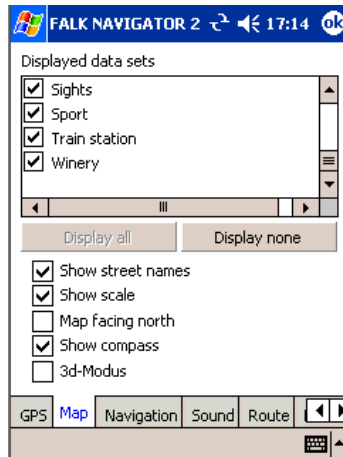 FALK NAVIGATOR 2 17:14 ok
Displayed data sets
Sights
Sport
Train station
Winery
Display all Display none
Show street names
Show scale
Map facing north
Show compass
3d-Modus
GPS Map Navigation Sound Route